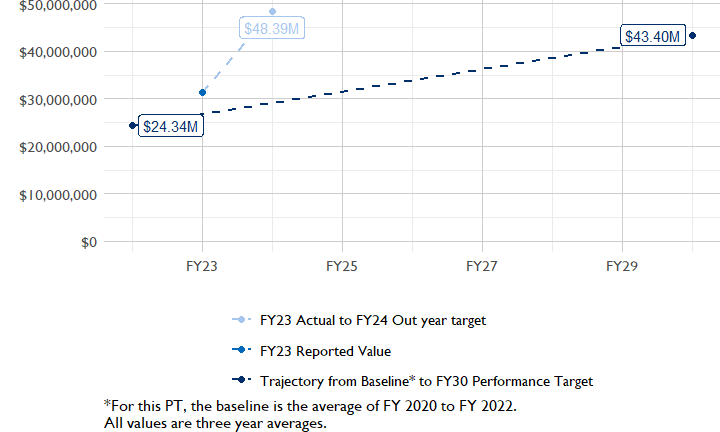 $50,000,000
$48.39M
$40,000,000
$43.40M
$30,000,000
$24.34M
$20,000,000
$10,000,000
$0
FY23 FY25 FY27 FY29
FY23 Actual to FY24 Out year target
FY23 Reported Value
Trajectory from Baseline* to FY30 Performance Target
*For this PT, the baseline is the average of FY 2020 to FY 2022.
All values are three year averages.